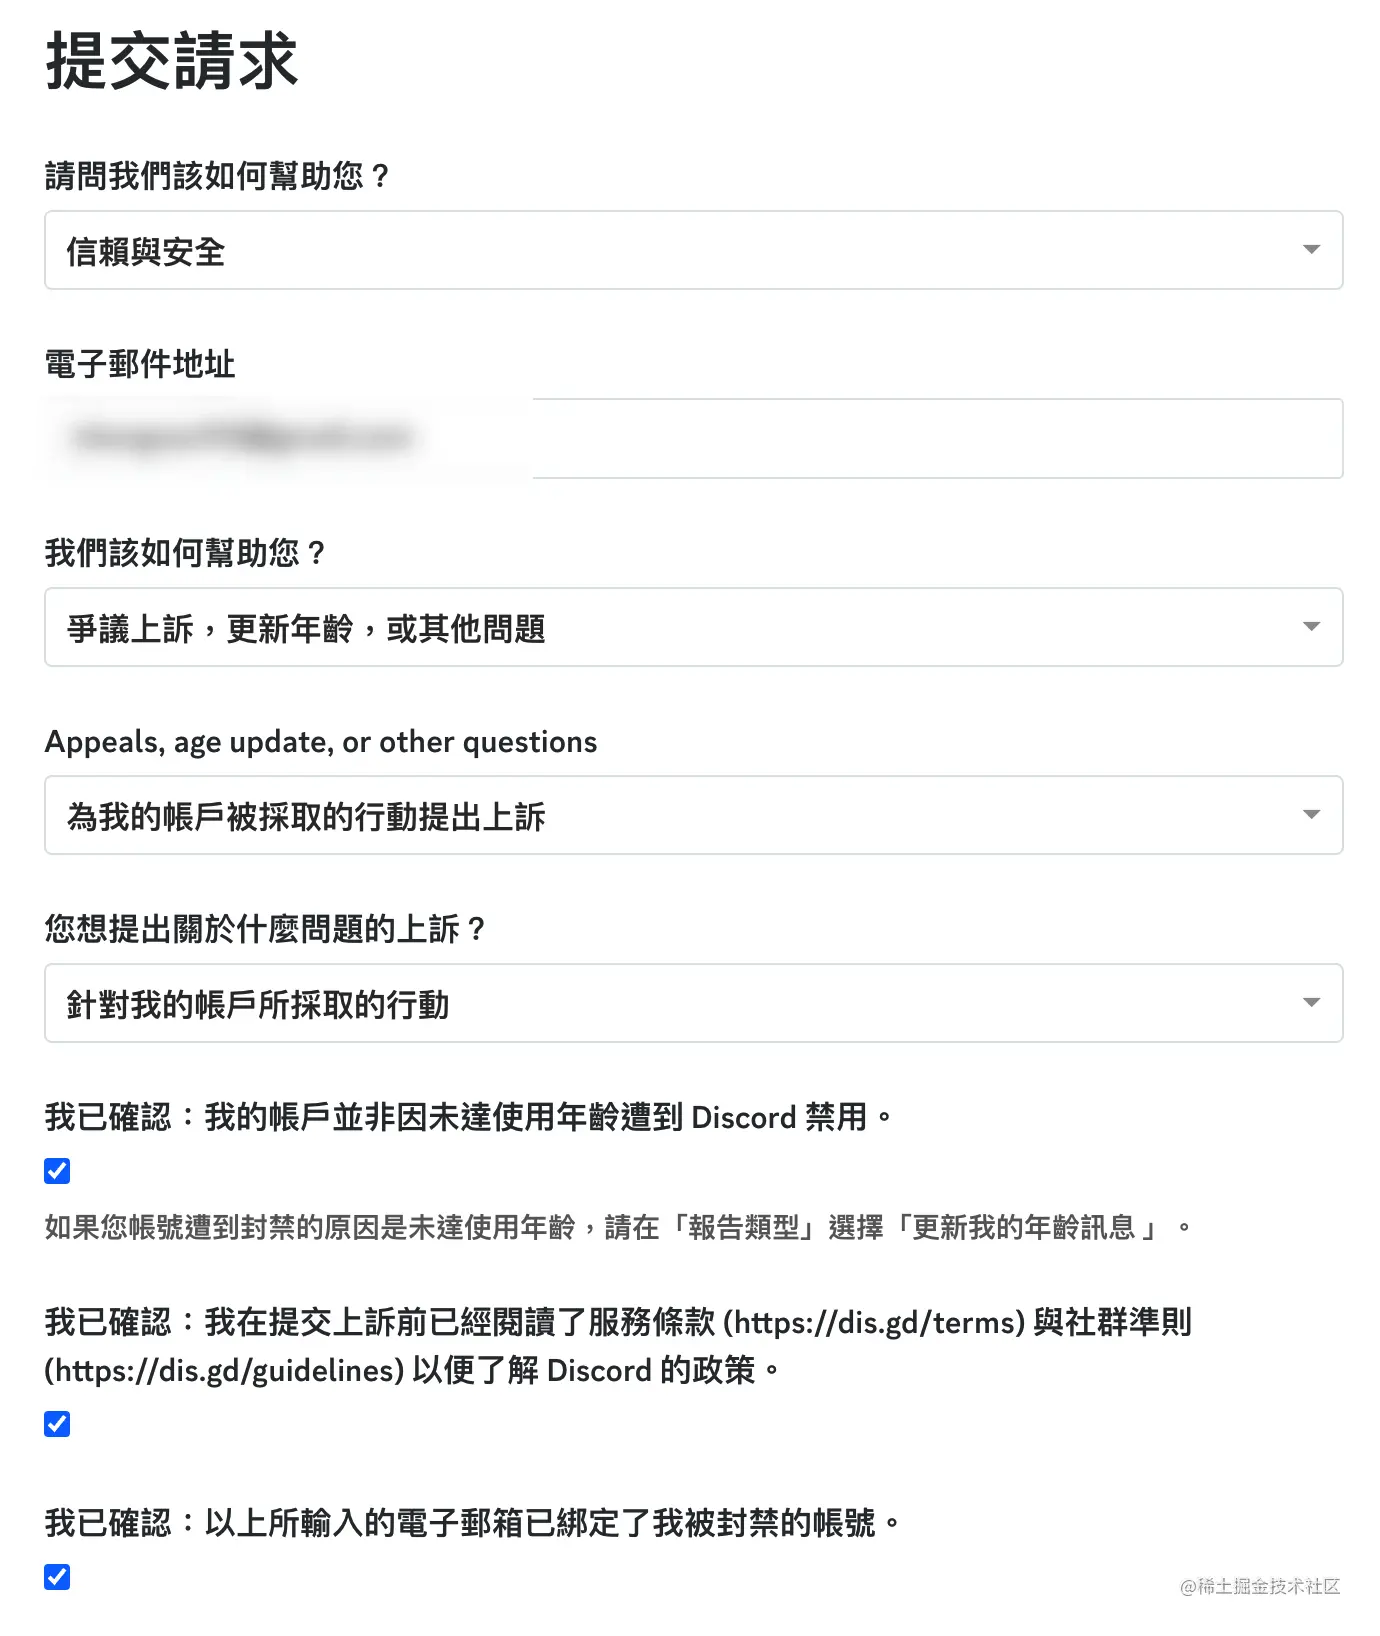 提交請求
請問我們該如何幫助您？
信賴與安全
電子郵件地址
我們該如何幫助您？
爭議上訴，更新年齡，或其他問題
Appeals, age update, or other questions
為我的帳戶被採取的行動提出上訴
您想提出關於什麼問題的上訴？
針對我的帳戶所採取的行動
我已確認：我的帳戶並非因未達使用年齡遭到 Discord 禁用。
如果您帳號遭到封禁的原因是未達使用年齡，請在「報告類型」選擇「更新我的年齡訊息 」。
我已確認：我在提交上訴前已經閱讀了服務條款 (https://dis.gd/terms) 與社群準則
(https://dis.gd/guidelines) 以便了解 Discord 的政策。
我已確認：以上所輸入的電子郵箱已綁定了我被封禁的帳號。
@稀土掘金技术社区